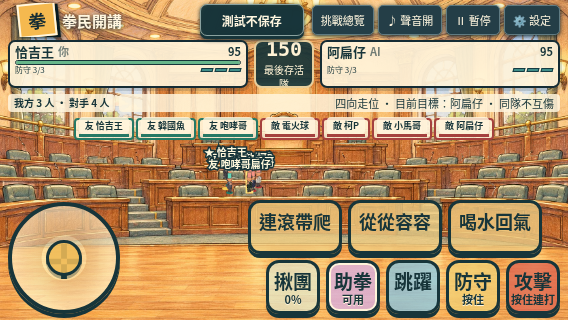 拳 拳民開講 測試不保存 挑戰總覽 ♪ 聲音開 II 暫停 ⚙ 設定
恰吉王 你 95
防守 3/3
150
最後存活隊
阿扁仔 AI 95
防守 3/3
我方 3 人 · 對手 4 人
四向走位 · 目前目標：阿扁仔 · 同隊不互傷
友 恰吉王 友 韓國魚 友 咆哮哥 敵 電火球 敵 柯P 敵 小馬哥 敵 阿扁仔
★恰吉王
友·咆哮哥扁仔
連滾帶爬 從從容容 喝水回氣
揪團 0%
助拳 可用
跳躍
防守 按住
攻擊 按住連打